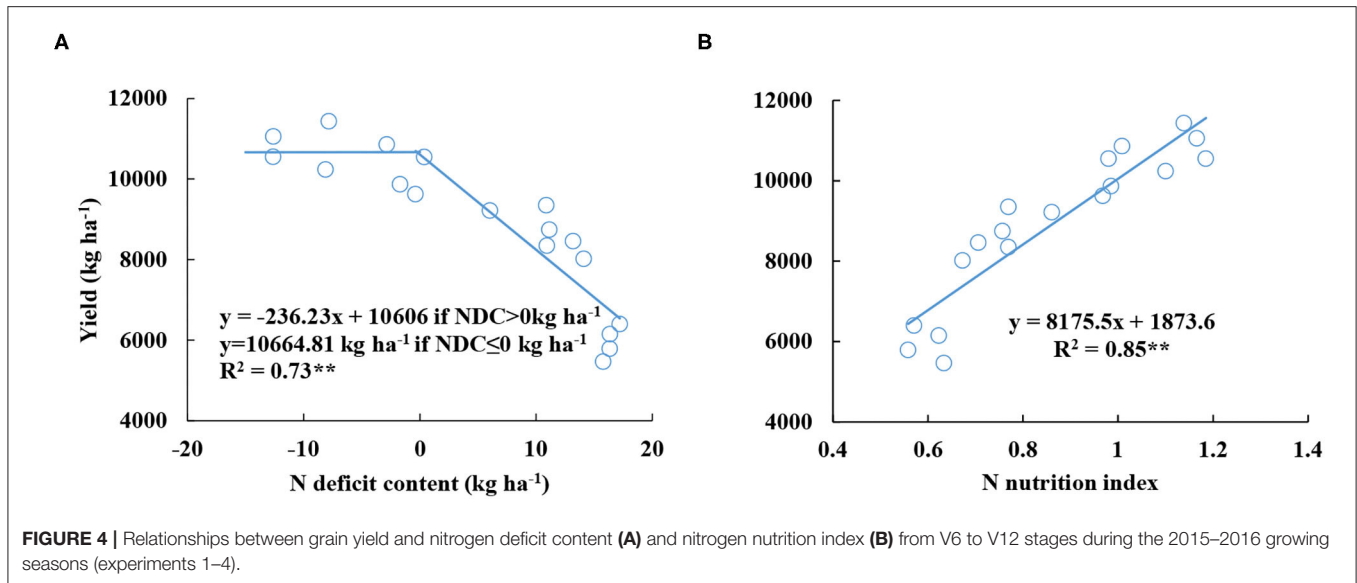 A
12000
10000
8000
6000
4000
Yield (kg ha⁻¹)
y = -236.23x + 10606 if NDC>0kg ha⁻¹
y=10664.81 kg ha⁻¹ if NDC≤0 kg ha⁻¹
R² = 0.73**
-20 -10 0 10 20
N deficit content (kg ha⁻¹)
B
12000
10000
8000
6000
4000
y = 8175.5x + 1873.6
R² = 0.85**
0.4 0.6 0.8 1 1.2 1.4
N nutrition index
FIGURE 4 | Relationships between grain yield and nitrogen deficit content (A) and nitrogen nutrition index (B) from V6 to V12 stages during the 2015–2016 growing
seasons (experiments 1–4).